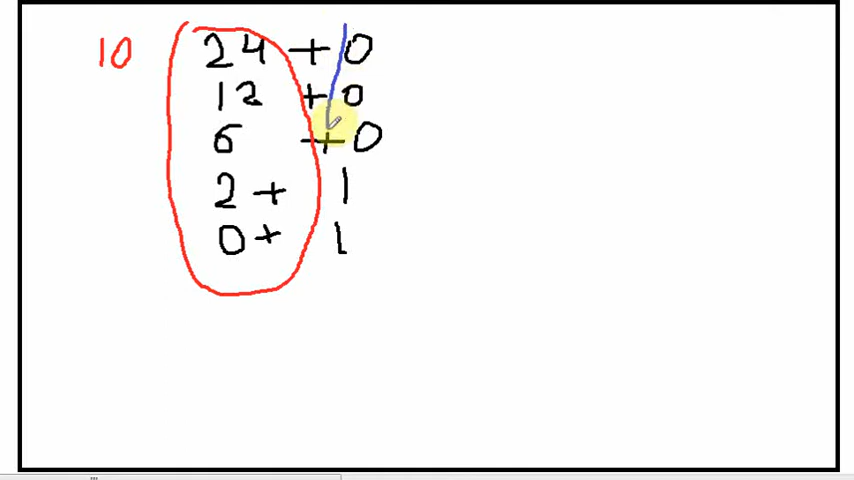 10 24 + 0
12 + 0
6 + 0
2 + 1
0 + 1